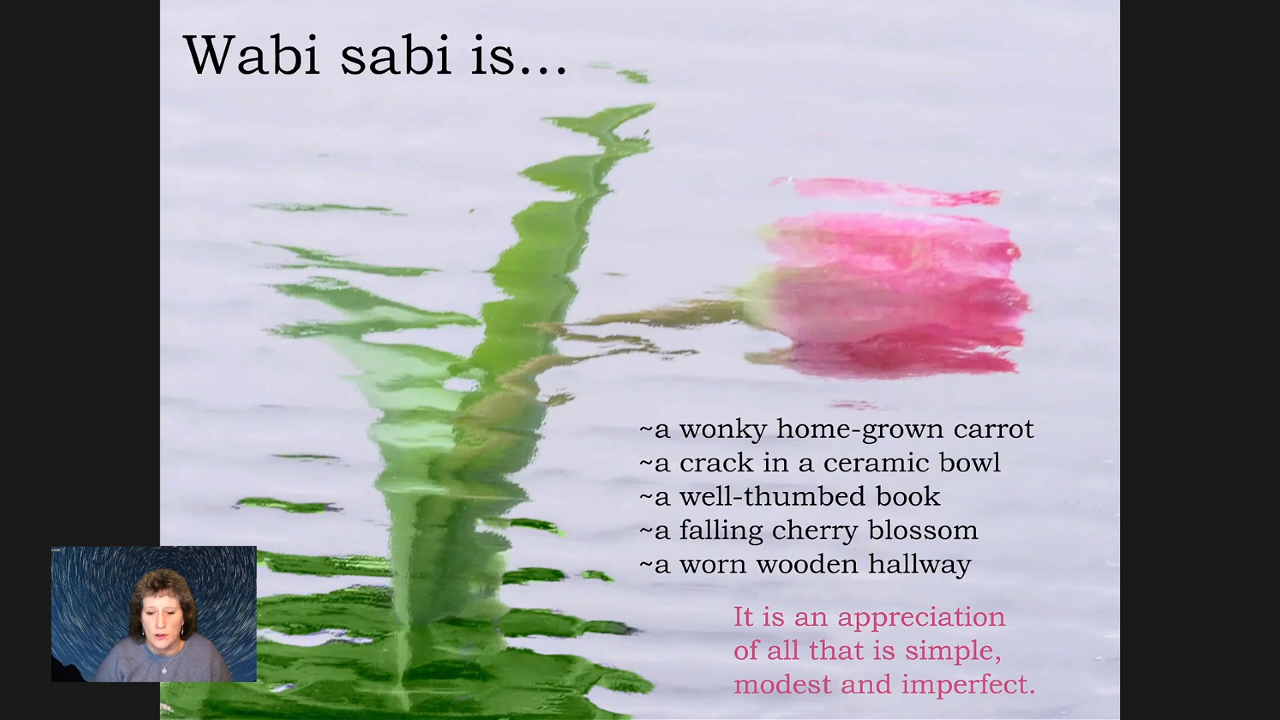 Wabi sabi is...
~a wonky home-grown carrot
~a crack in a ceramic bowl
~a well-thumbed book
~a falling cherry blossom
~a worn wooden hallway
It is an appreciation
of all that is simple,
modest and imperfect.